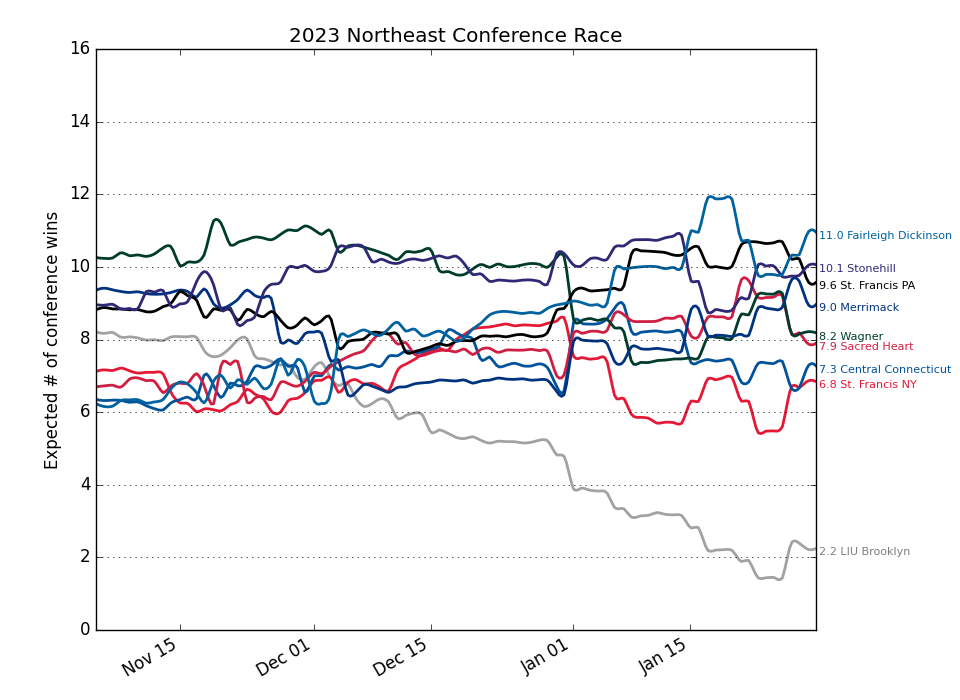 2023 Northeast Conference Race
Expected # of conference wins
16
14
12
10
8
6
4
2
0
11.0 Fairleigh Dickinson
10.1 Stonehill
9.6 St. Francis PA
9.0 Merrimack
8.2 Wagner
7.9 Sacred Heart
7.3 Central Connecticut
6.8 St. Francis NY
2.2 LIU Brooklyn
Nov 15
Dec 01
Dec 15
Jan 01
Jan 15